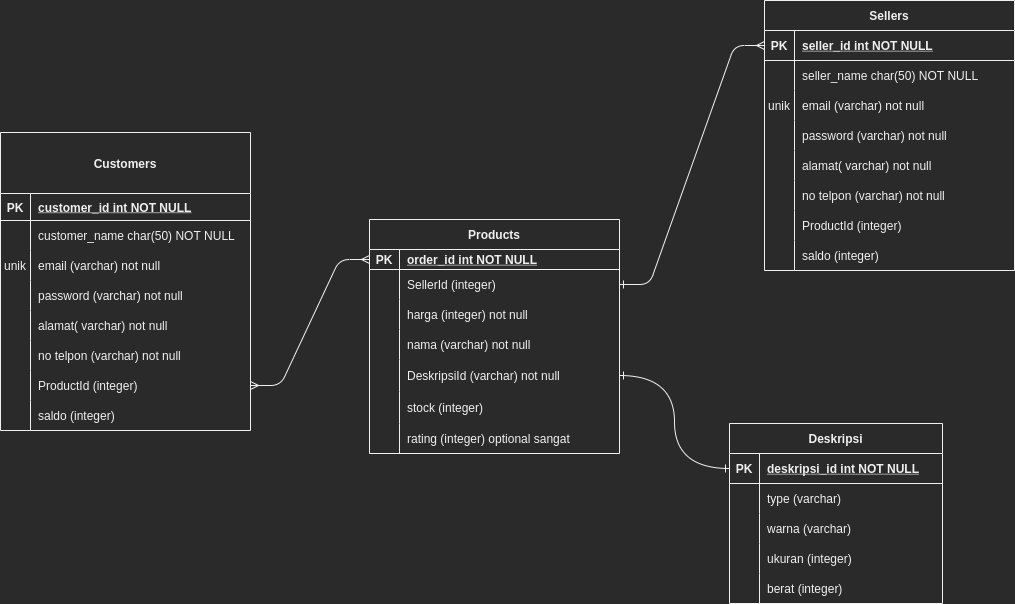 Sellers
PK seller_id int NOT NULL
seller_name char(50) NOT NULL
unik email (varchar) not null
password (varchar) not null
alamat( varchar) not null
no telpon (varchar) not null
ProductId (integer)
saldo (integer)
Customers
PK customer_id int NOT NULL
customer_name char(50) NOT NULL
unik email (varchar) not null
password (varchar) not null
alamat( varchar) not null
no telpon (varchar) not null
ProductId (integer)
saldo (integer)
Products
PK order_id int NOT NULL
SellerId (integer)
harga (integer) not null
nama (varchar) not null
DeskripsiId (varchar) not null
stock (integer)
rating (integer) optional sangat
Deskripsi
PK deskripsi_id int NOT NULL
type (varchar)
warna (varchar)
ukuran (integer)
berat (integer)